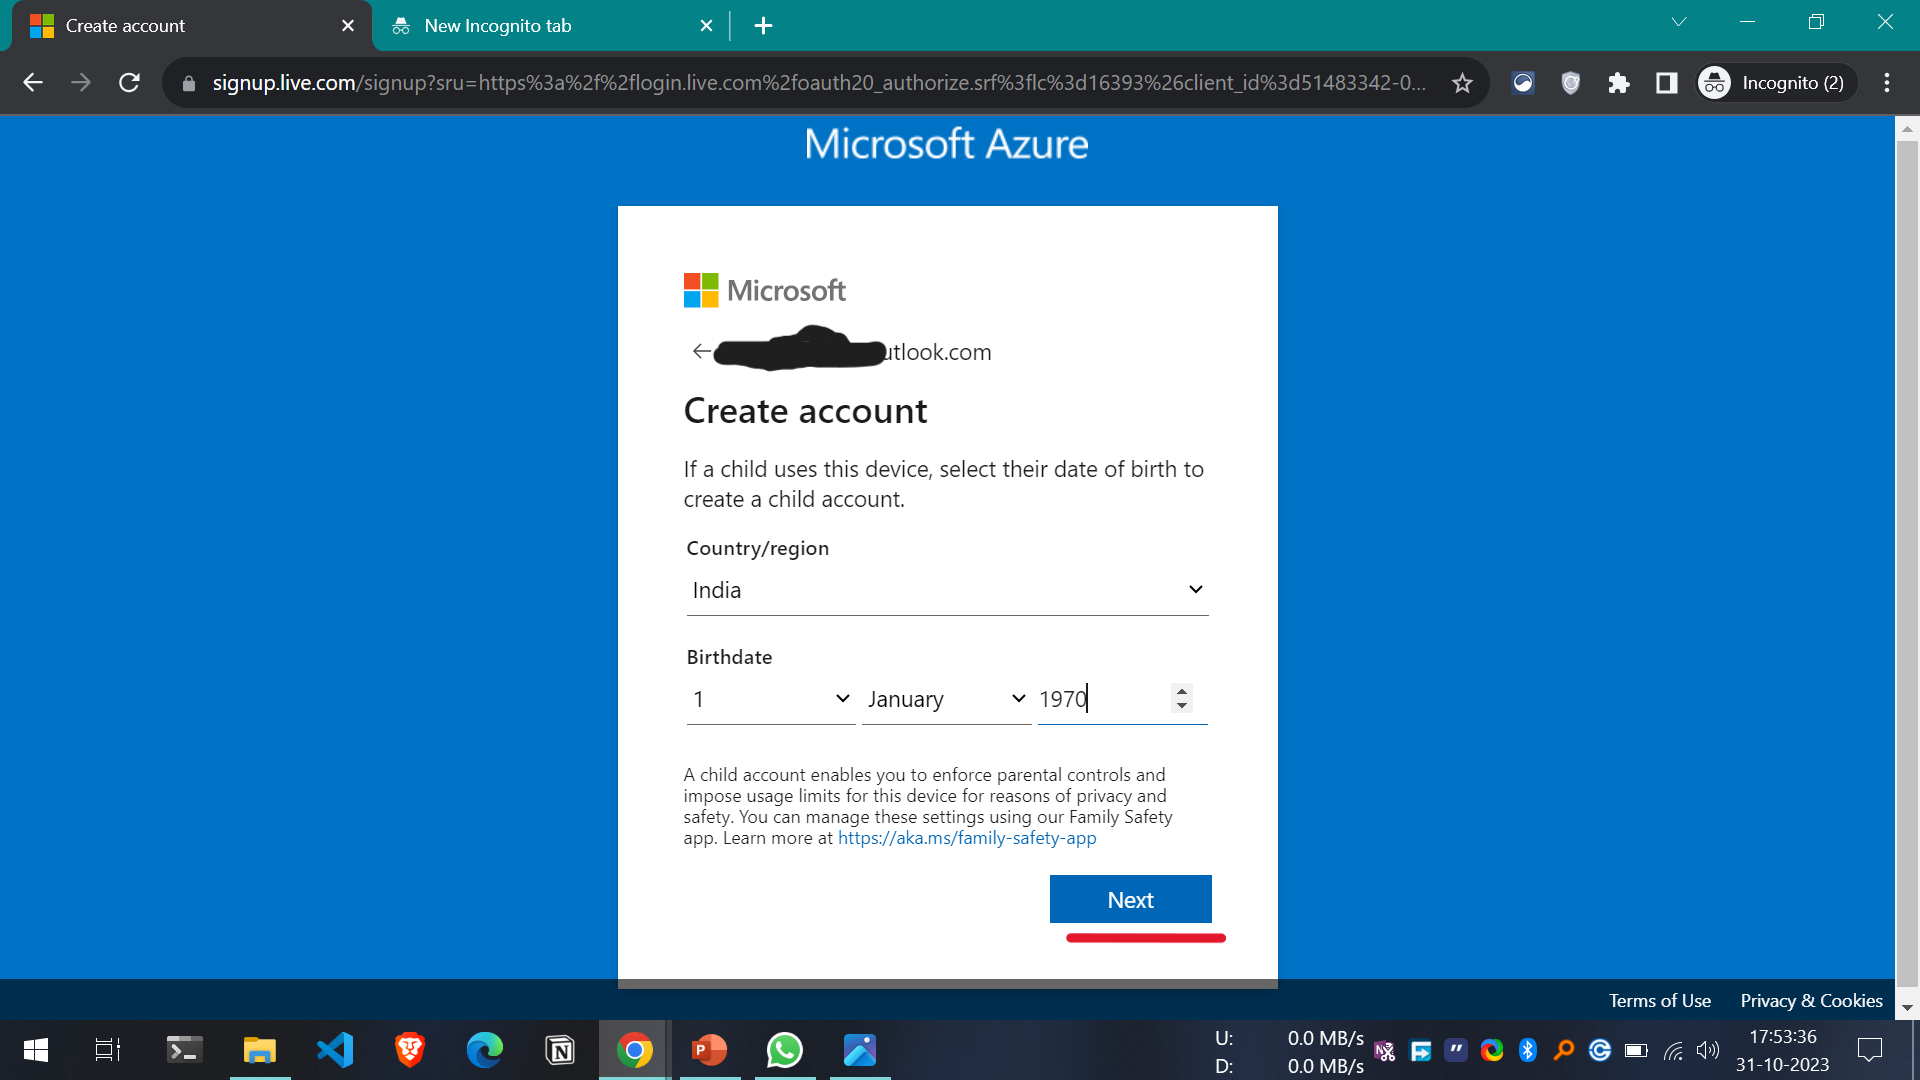 Create account
New Incognito tab
signup.live.com/signup?sru=https%3a%2f%2flogin.live.com%2foauth20_authorize.srf%3flc%3d16393%26client_id%3d51483342-0...
Incognito (2)
Microsoft Azure
Microsoft
utlook.com
Create account
If a child uses this device, select their date of birth to
create a child account.
Country/region
India
Birthdate
1 January 1970
A child account enables you to enforce parental controls and
impose usage limits for this device for reasons of privacy and
safety. You can manage these settings using our Family Safety
app. Learn more at https://aka.ms/family-safety-app
Next
Terms of Use Privacy & Cookies
U: 0.0 MB/s
D: 0.0 MB/s
17:53:36
31-10-2023